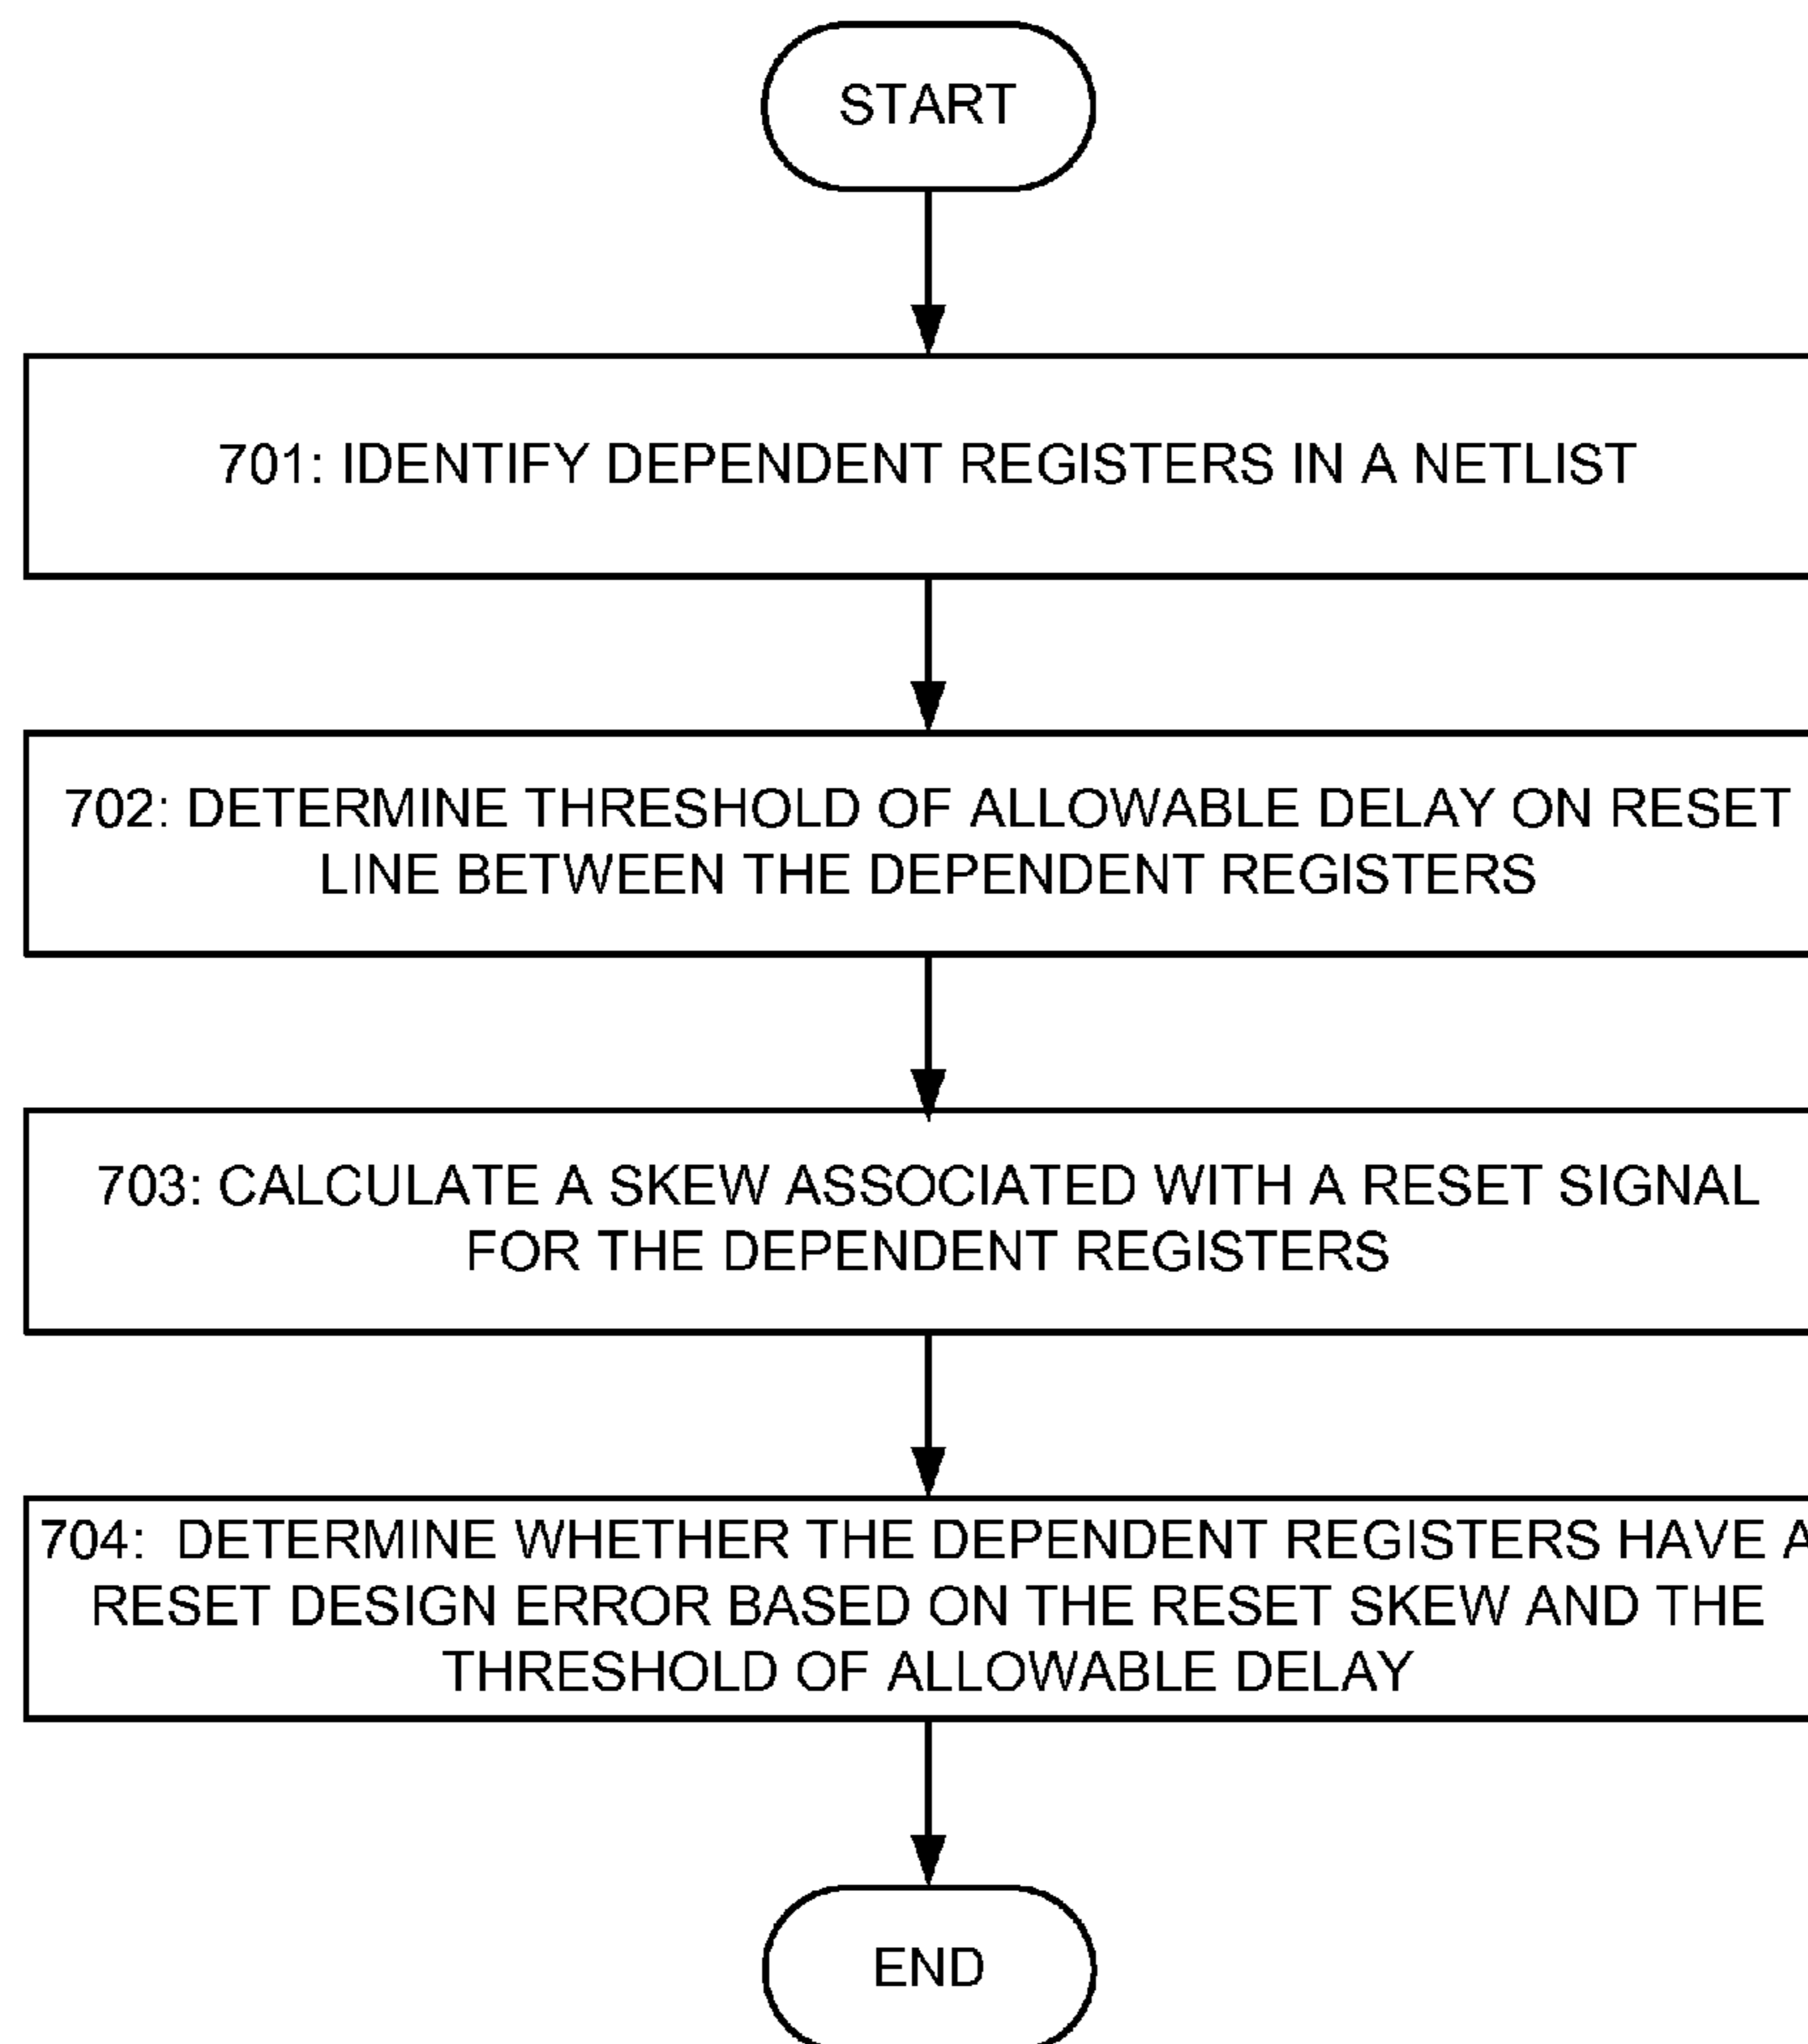 START
701: IDENTIFY DEPENDENT REGISTERS IN A NETLIST
702: DETERMINE THRESHOLD OF ALLOWABLE DELAY ON RESET
LINE BETWEEN THE DEPENDENT REGISTERS
703: CALCULATE A SKEW ASSOCIATED WITH A RESET SIGNAL
FOR THE DEPENDENT REGISTERS
704: DETERMINE WHETHER THE DEPENDENT REGISTERS HAVE A
RESET DESIGN ERROR BASED ON THE RESET SKEW AND THE
THRESHOLD OF ALLOWABLE DELAY
END